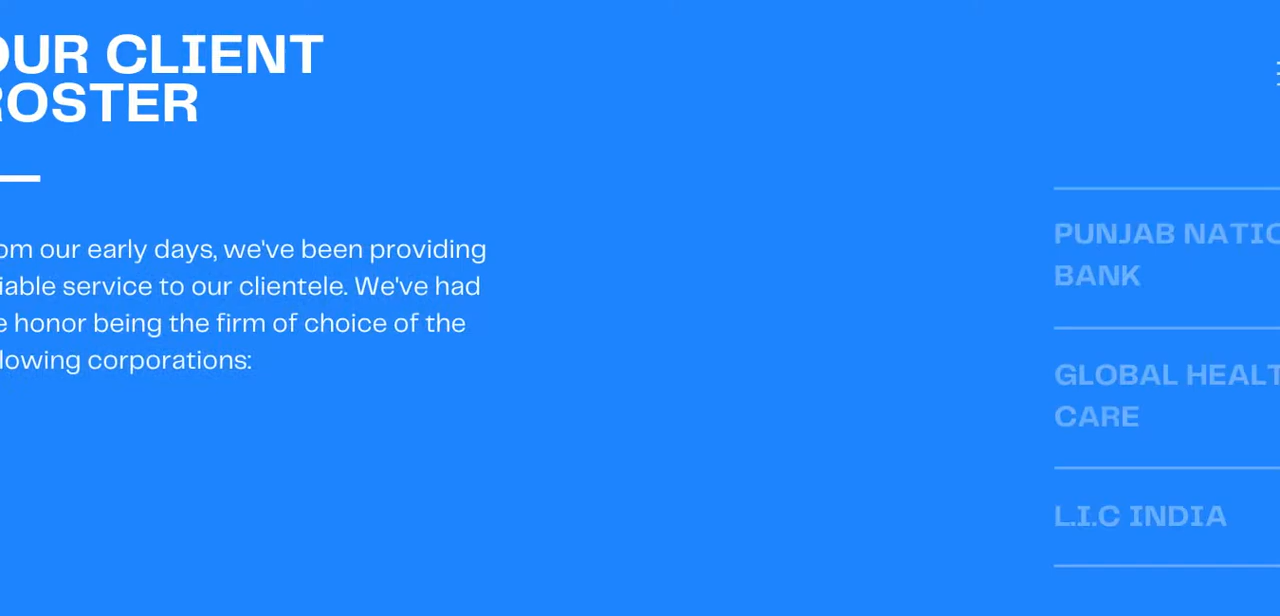 OUR CLIENT
ROSTER
om our early days, we've been providing
iable service to our clientele. We've had
e honor being the firm of choice of the
lowing corporations:
PUNJAB NATIO
BANK
GLOBAL HEALT
CARE
L.I.C INDIA